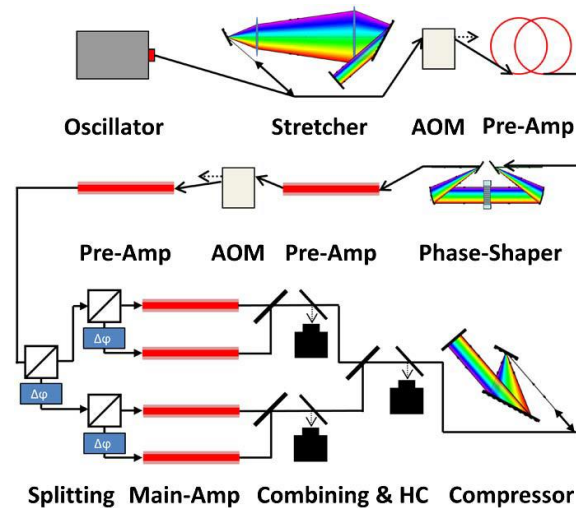 Oscillator Stretcher AOM Pre-Amp
Pre-Amp AOM Pre-Amp Phase-Shaper
Δφ
Δφ
Δφ
Splitting Main-Amp Combining & HC Compressor